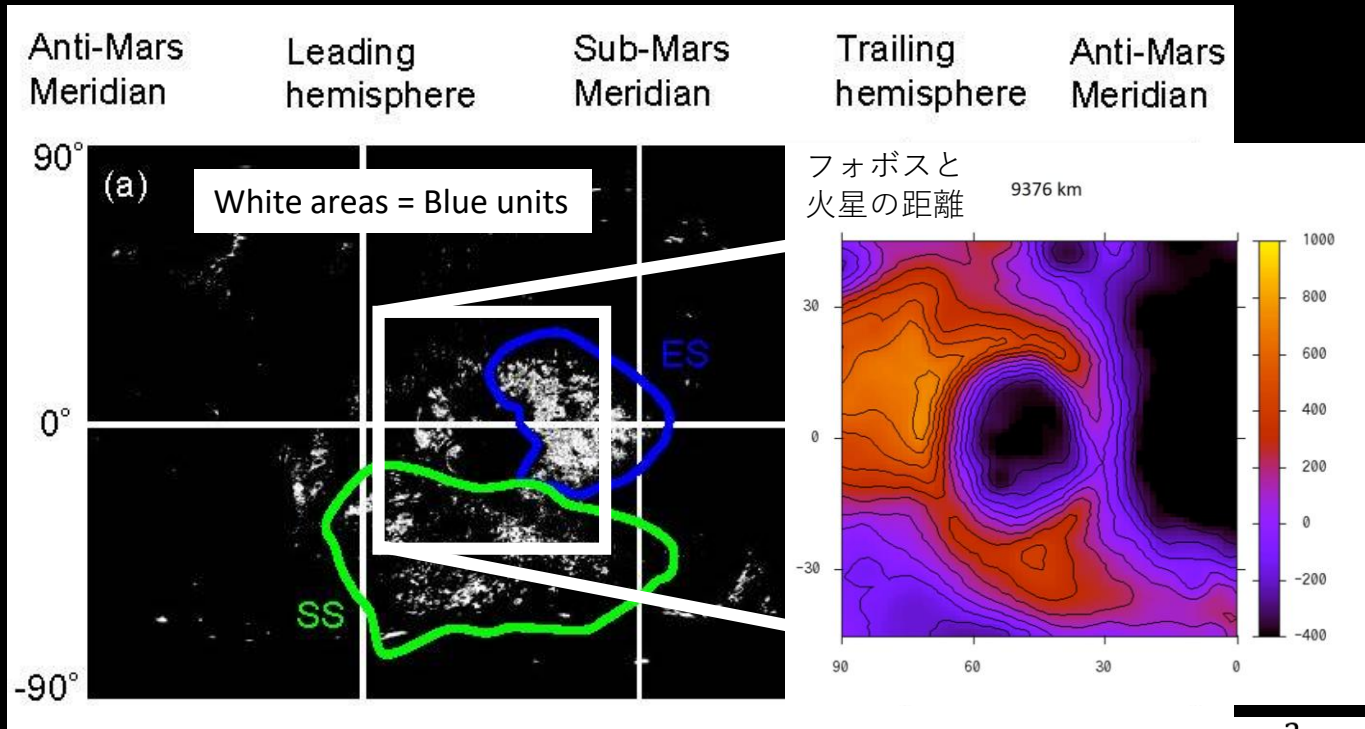 Anti-Mars
Meridian
Leading
hemisphere
Sub-Mars
Meridian
Trailing
hemisphere
Anti-Mars
Meridian
90°
(a)
White areas = Blue units
0°
-90°
ES
SS
フォボスと
火星の距離
9376 km
30
0
-30
90
60
30
0
1000
800
600
400
200
0
-200
-400